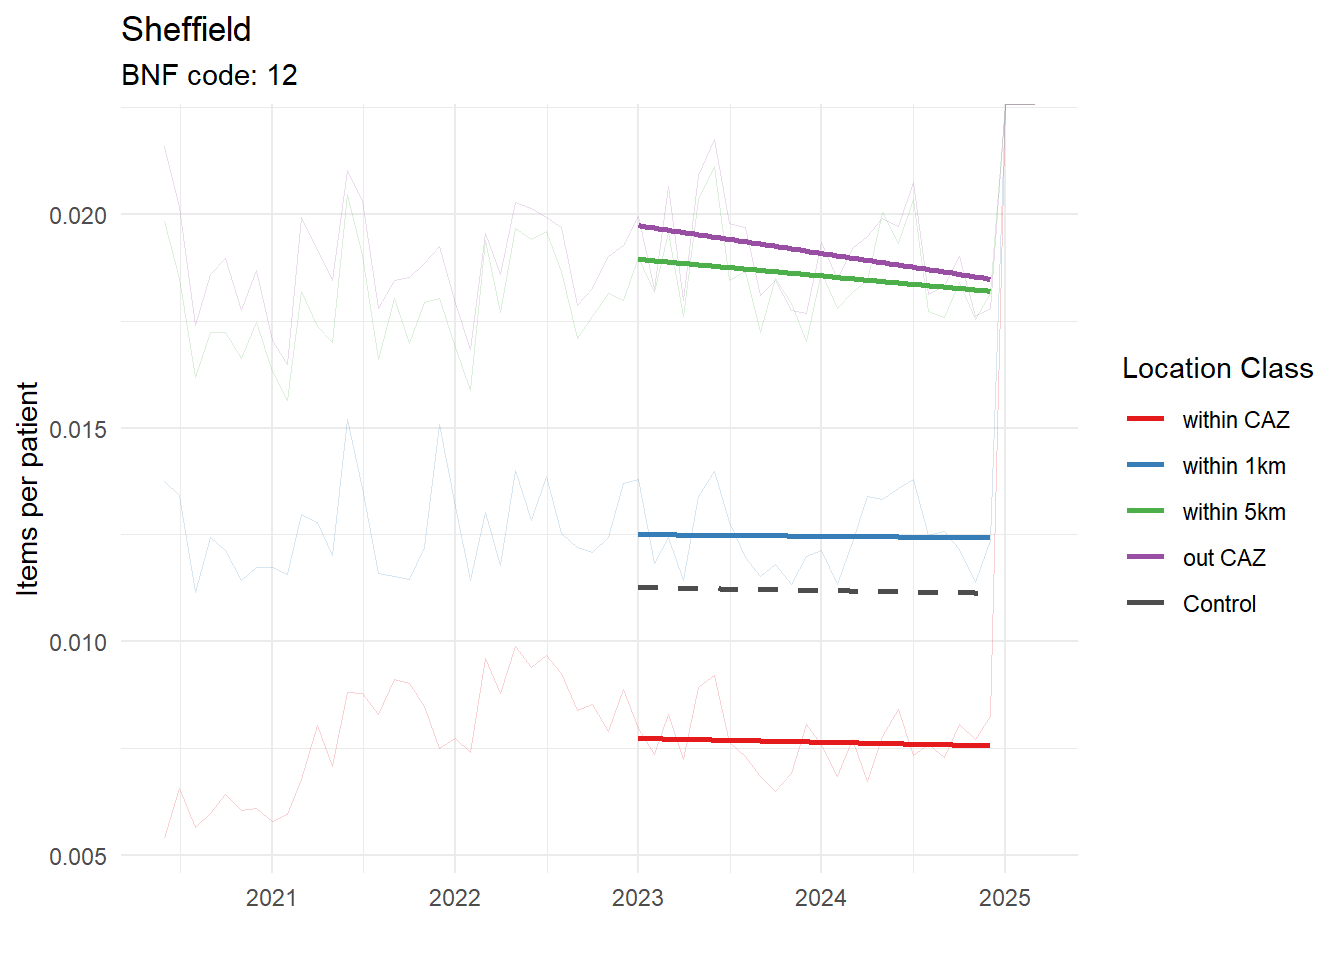 Sheffield
BNF code: 12
Items per patient
0.020
0.015
0.010
0.005
2021
2022
2023
2024
2025
Location Class
within CAZ
within 1km
within 5km
out CAZ
Control